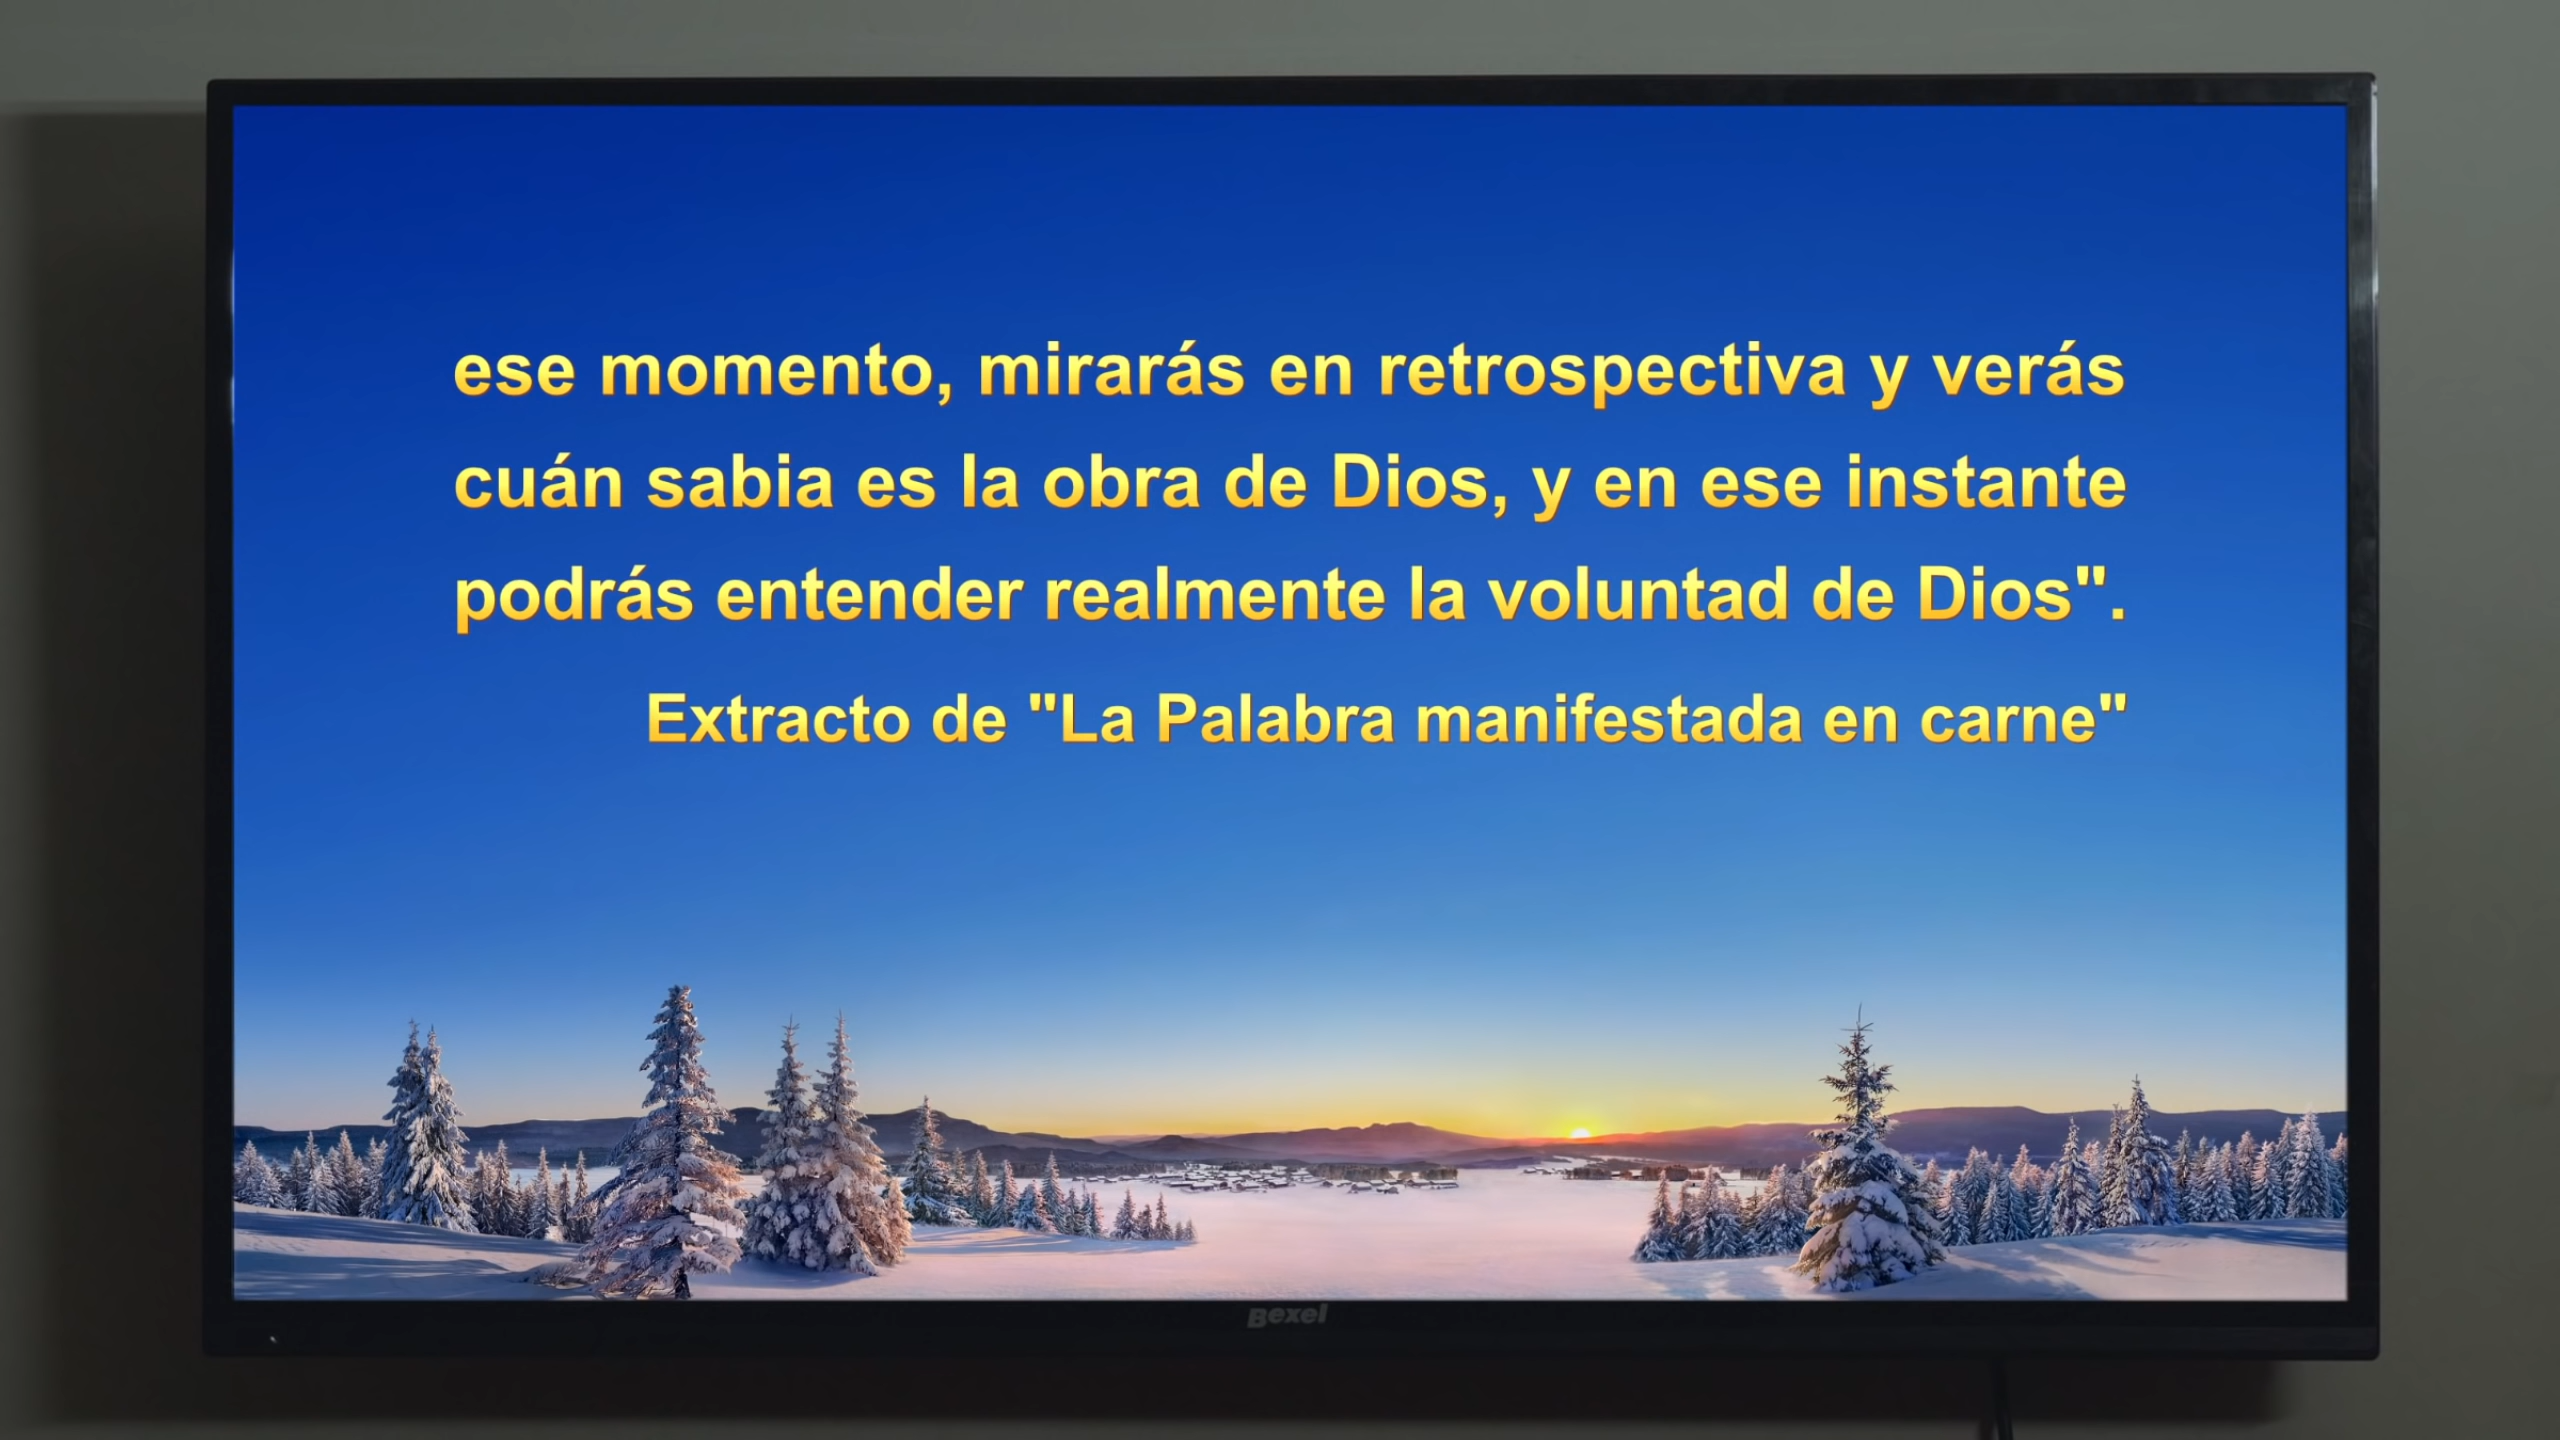 ese momento, mirarás en retrospectiva y verás
cuán sabia es la obra de Dios, y en ese instante
podrás entender realmente la voluntad de Dios".
Extracto de "La Palabra manifestada en carne"
Bexel